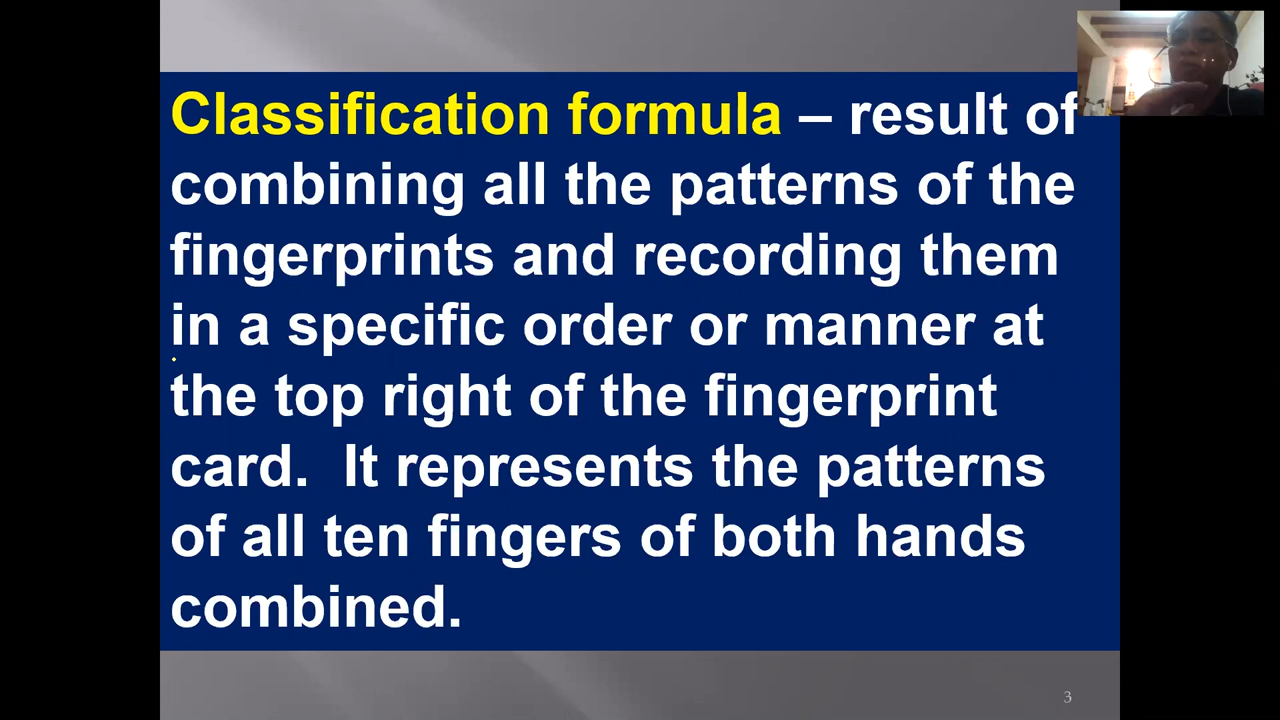 Classification formula – result of
combining all the patterns of the
fingerprints and recording them
in a specific order or manner at
the top right of the fingerprint
card. It represents the patterns
of all ten fingers of both hands
combined.
3